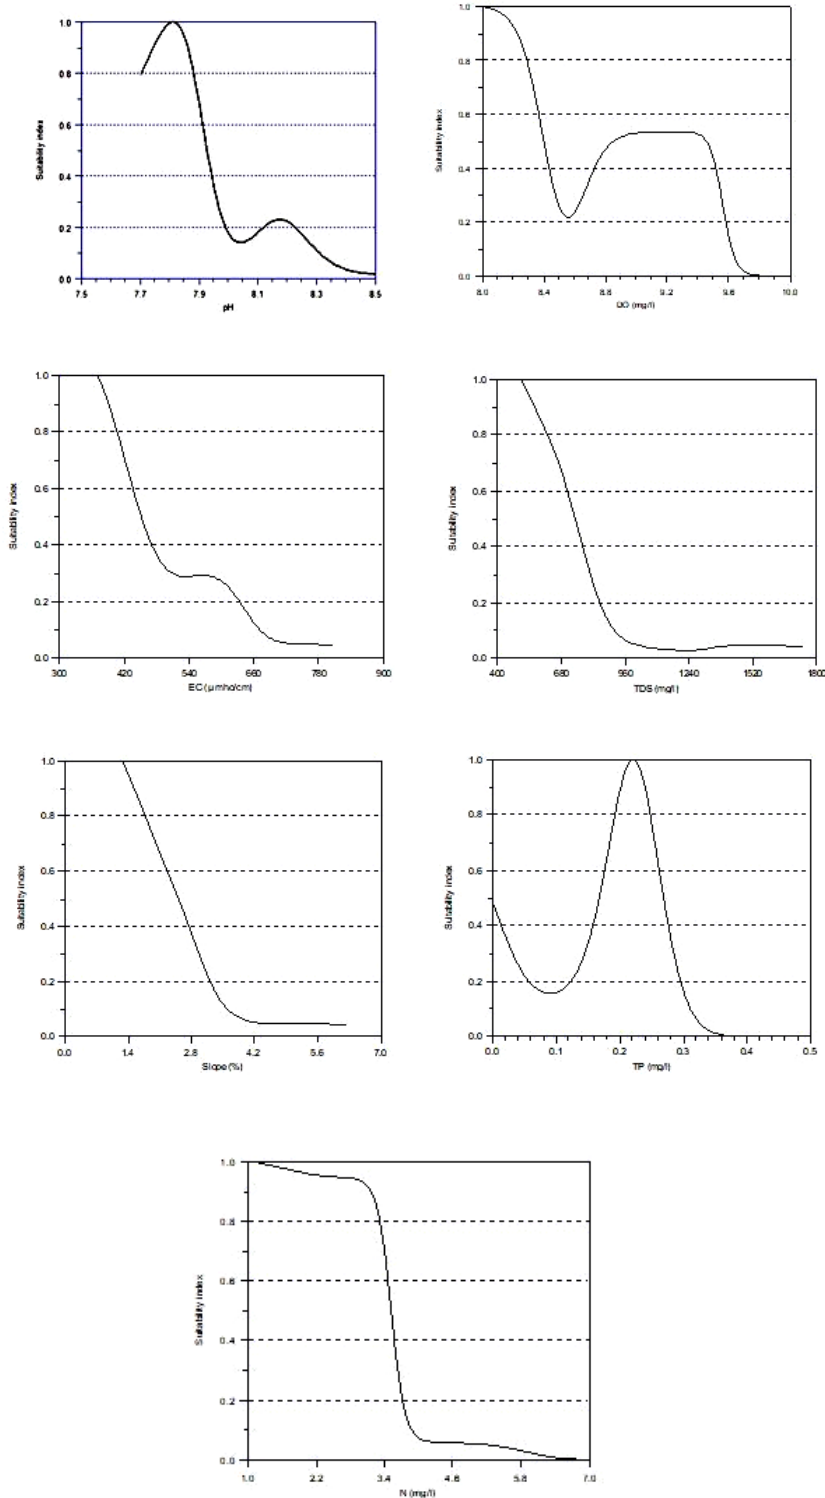 Suitability index
1.0
0.8
0.6
0.4
0.2
0.0
7.5 7.7 7.9 8.1 8.3 8.5
pH
Suitability index
1.0
0.8
0.6
0.4
0.2
0.0
8.0 8.4 8.8 9.2 9.6 10.0
DO (mg/l)
Suitability index
1.0
0.8
0.6
0.4
0.2
0.0
300 420 540 660 780 900
EC (µmho/cm)
Suitability index
1.0
0.8
0.6
0.4
0.2
0.0
400 680 960 1240 1520 1800
TDS (mg/l)
Suitability index
1.0
0.8
0.6
0.4
0.2
0.0
0.0 1.4 2.8 4.2 5.6 7.0
Slope (%)
Suitability index
1.0
0.8
0.6
0.4
0.2
0.0
0.0 0.1 0.2 0.3 0.4 0.5
TP (mg/l)
Suitability index
1.0
0.8
0.6
0.4
0.2
0.0
1.0 2.2 3.4 4.6 5.8 7.0
N (mg/l)